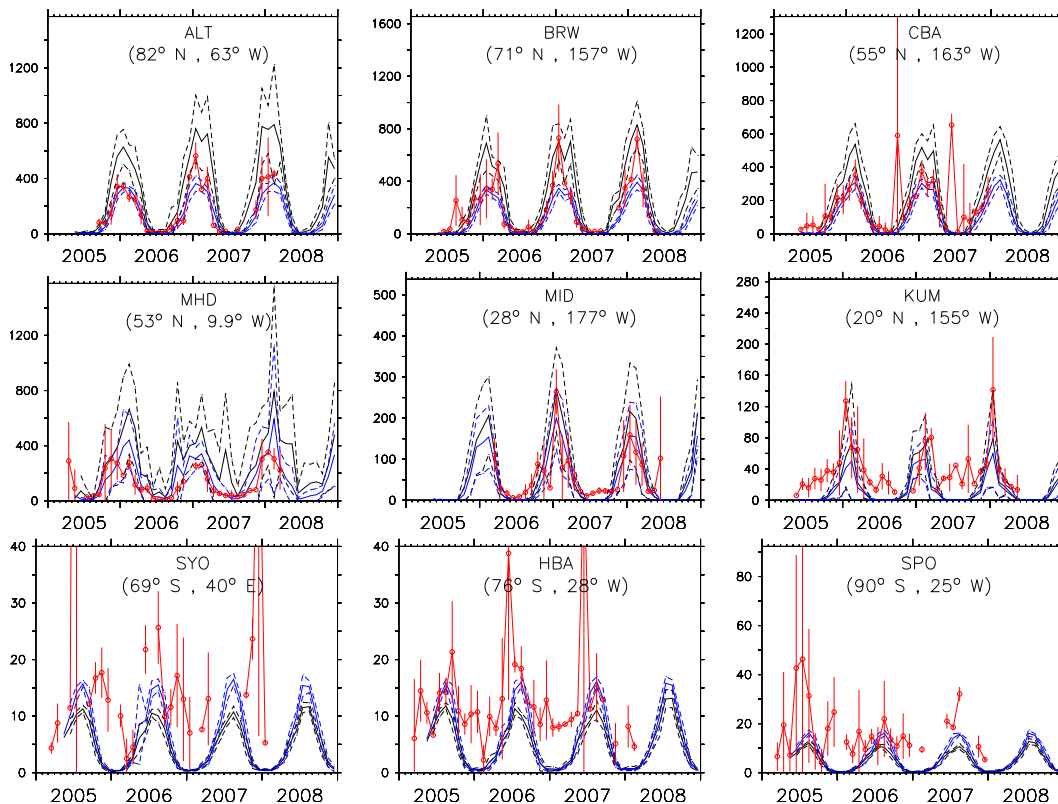 ALT
(82° N , 63° W)
1200
800
400
0
2005 2006 2007 2008
BRW
(71° N , 157° W)
1600
1200
800
400
0
2005 2006 2007 2008
CBA
(55° N , 163° W)
1200
1000
800
600
400
200
0
2005 2006 2007 2008
MHD
(53° N , 9.9° W)
1200
800
400
0
2005 2006 2007 2008
MID
(28° N , 177° W)
500
400
300
200
100
0
2005 2006 2007 2008
KUM
(20° N , 155° W)
280
240
200
160
120
80
40
0
2005 2006 2007 2008
SYO
(69° S , 40° E)
40
30
20
10
0
2005 2006 2007 2008
HBA
(76° S , 28° W)
40
30
20
10
0
2005 2006 2007 2008
SPO
(90° S , 25° W)
80
60
40
20
0
2005 2006 2007 2008